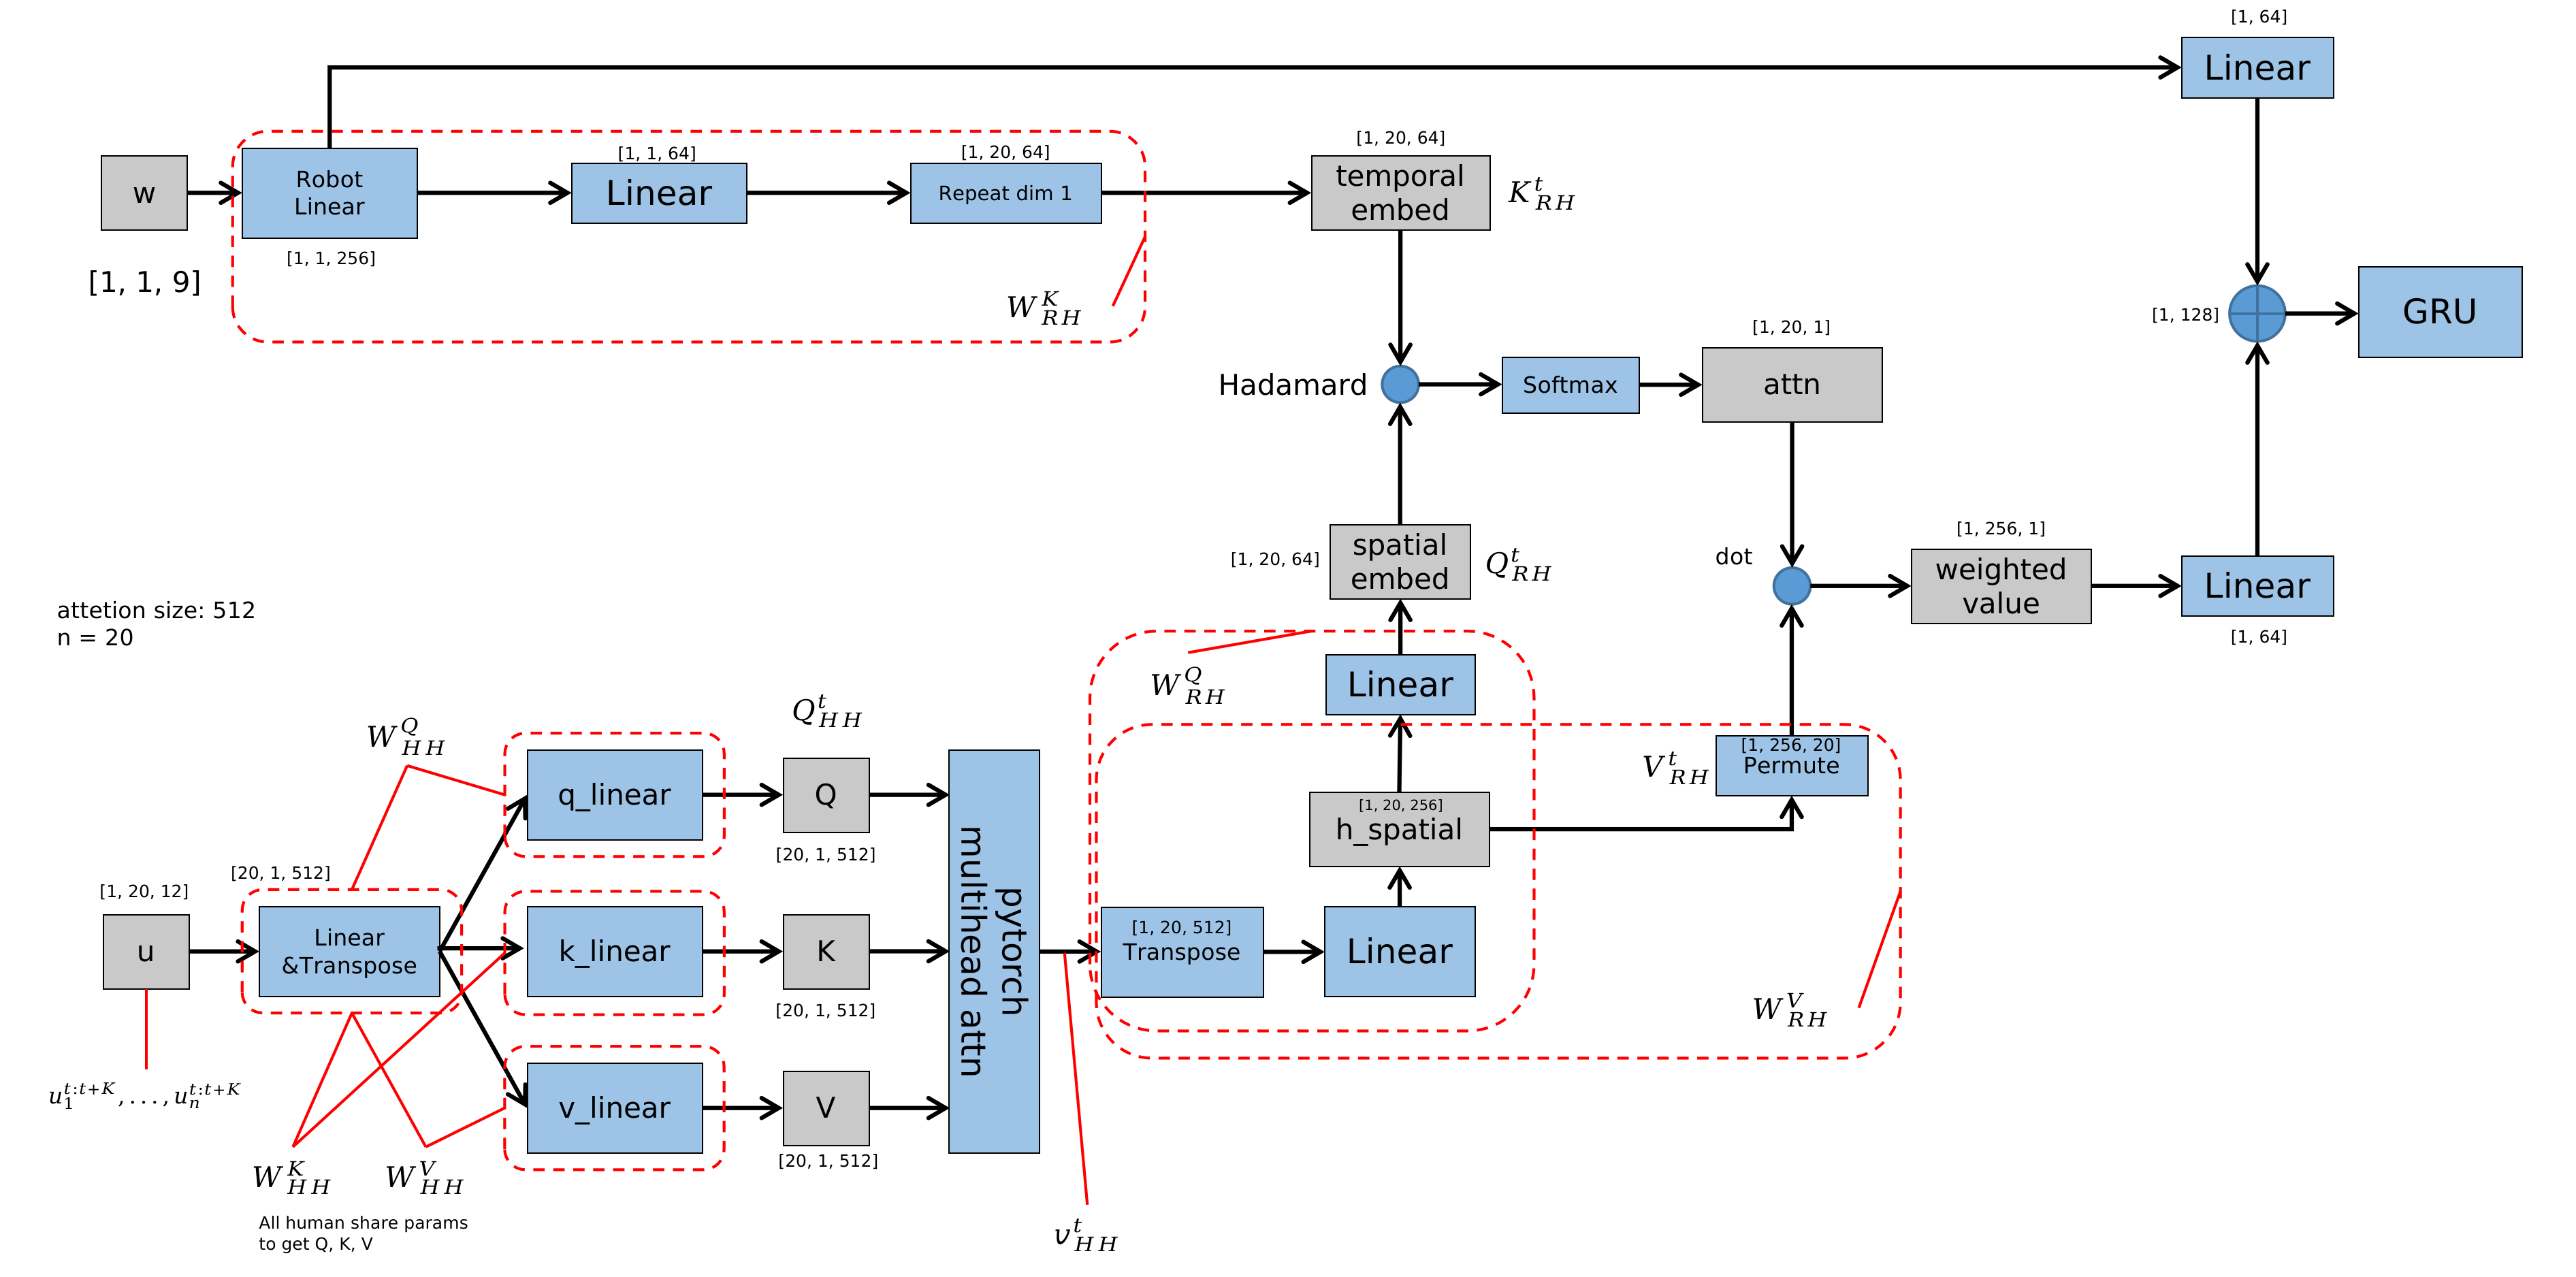 [1, 64]
Linear
w
[1, 1, 9]
Robot
Linear
[1, 1, 256]
[1, 1, 64]
Linear
[1, 20, 64]
Repeat dim 1
W^K_{RH}
[1, 20, 64]
temporal
embed
K^t_{RH}
[1, 128]
GRU
Hadamard
Softmax
[1, 20, 1]
attn
[1, 20, 64]
spatial
embed
Q^t_{RH}
dot
[1, 256, 1]
weighted
value
Linear
[1, 64]
attetion size: 512
n = 20
W^Q_{RH}
Linear
V^t_{RH}
[1, 256, 20]
Permute
[1, 20, 256]
h_spatial
W^Q_{HH}
Q^t_{HH}
q_linear
Q
[20, 1, 512]
[1, 20, 12]
u
[20, 1, 512]
Linear
&Transpose
k_linear
K
[20, 1, 512]
pytorch
multihead attn
[1, 20, 512]
Transpose
Linear
W^V_{RH}
v_linear
V
[20, 1, 512]
u_1^{t:t+K}, . . . , u_n^{t:t+K}
W^K_{HH}
W^V_{HH}
All human share params
to get Q, K, V
v^t_{HH}